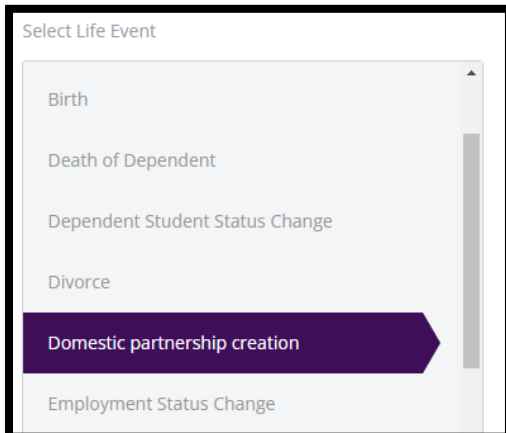 Select Life Event
Birth
Death of Dependent
Dependent Student Status Change
Divorce
Domestic partnership creation
Employment Status Change